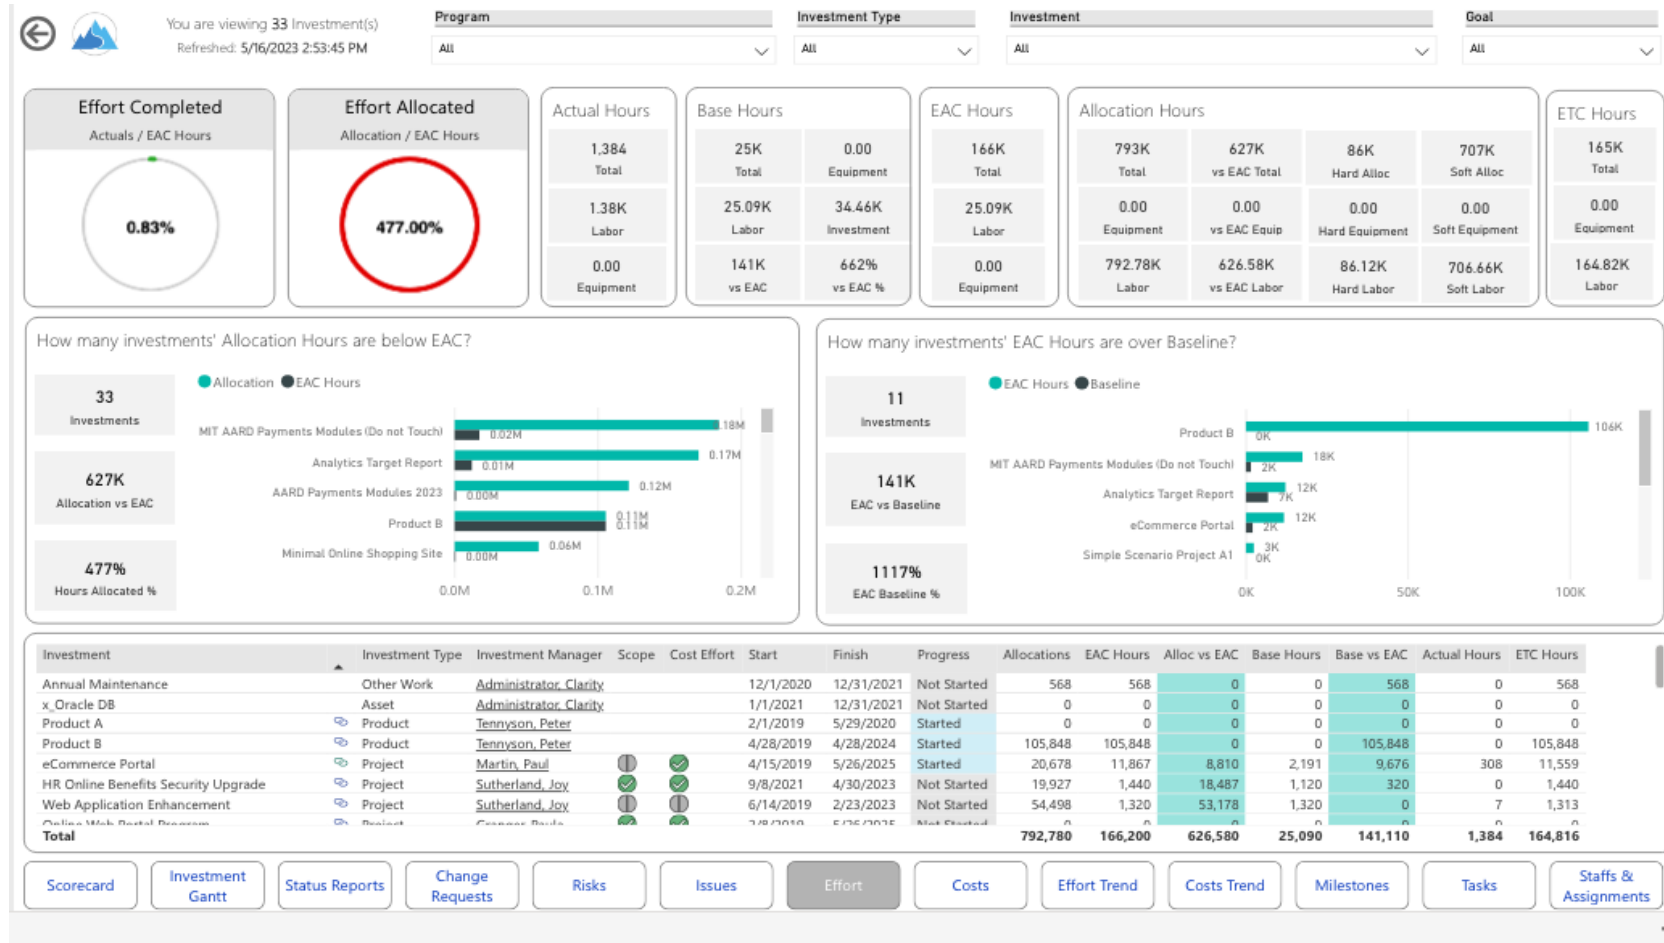 You are viewing 33 Investment(s)
Refreshed: 5/16/2023 2:53:45 PM
Program
All
Investment Type
All
Investment
All
Goal
All
Effort Completed
Actuals / EAC Hours
0.83%
Effort Allocated
Allocation / EAC Hours
477.00%
Actual Hours
1,384
Total
1.38K
Labor
0.00
Equipment
Base Hours
25K 0.00
Total Equipment
25.09K 34.46K
Labor Investment
141K 662%
vs EAC vs EAC %
EAC Hours
166K
Total
25.09K
Labor
0.00
Equipment
Allocation Hours
793K 627K 86K 707K
Total vs EAC Total Hard Alloc Soft Alloc
0.00 0.00 0.00 0.00
Equipment vs EAC Equip Hard Equipment Soft Equipment
792.78K 626.58K 86.12K 706.66K
Labor vs EAC Labor Hard Labor Soft Labor
ETC Hours
165K
Total
0.00
Equipment
164.82K
Labor
How many investments' Allocation Hours are below EAC?
33
Investments
627K
Allocation vs EAC
477%
Hours Allocated %
Allocation EAC Hours
MIT AARD Payments Modules (Do not Touch) .18M
0.02M
Analytics Target Report 0.17M
0.01M
AARD Payments Modules 2023 0.12M
0.00M
Product B 0.11M
0.11M
Minimal Online Shopping Site 0.06M
0.00M
0.0M 0.1M 0.2M
How many investments' EAC Hours are over Baseline?
11
Investments
141K
EAC vs Baseline
1117%
EAC Baseline %
EAC Hours Baseline
Product B 106K
0K
MIT AARD Payments Modules (Do not Touch) 18K
2K
Analytics Target Report 12K
7K
eCommerce Portal 12K
2K
Simple Scenario Project A1 3K
0K
0K 50K 100K
Investment Investment Type Investment Manager Scope Cost Effort Start Finish Progress Allocations EAC Hours Alloc vs EAC Base Hours Base vs EAC Actual Hours ETC Hours
Annual Maintenance Other Work Administrator, Clarity 12/1/2020 12/31/2021 Not Started 568 568 0 0 568 0 568
x_Oracle DB Asset Administrator, Clarity 1/1/2021 12/31/2021 Not Started 0 0 0 0 0 0 0
Product A Product Tennyson, Peter 2/1/2019 5/29/2020 Started 0 0 0 0 0 0 0
Product B Product Tennyson, Peter 4/28/2019 4/28/2024 Started 105,848 105,848 0 0 105,848 0 105,848
eCommerce Portal Project Martin, Paul 4/15/2019 5/26/2025 Started 20,678 11,867 8,810 2,191 9,676 308 11,559
HR Online Benefits Security Upgrade Project Sutherland, Joy 9/8/2021 4/30/2023 Not Started 19,927 1,440 18,487 1,120 320 0 1,440
Web Application Enhancement Project Sutherland, Joy 6/14/2019 2/23/2023 Not Started 54,498 1,320 53,178 1,320 0 7 1,313
Online Web Portal Program Project Granger, Paula 2/8/2019 5/26/2025 Not Started 0 0 0 0 0 0 0
Total 792,780 166,200 626,580 25,090 141,110 1,384 164,816
Scorecard
Investment
Gantt
Status Reports
Change
Requests
Risks
Issues
Effort
Costs
Effort Trend
Costs Trend
Milestones
Tasks
Staffs &
Assignments